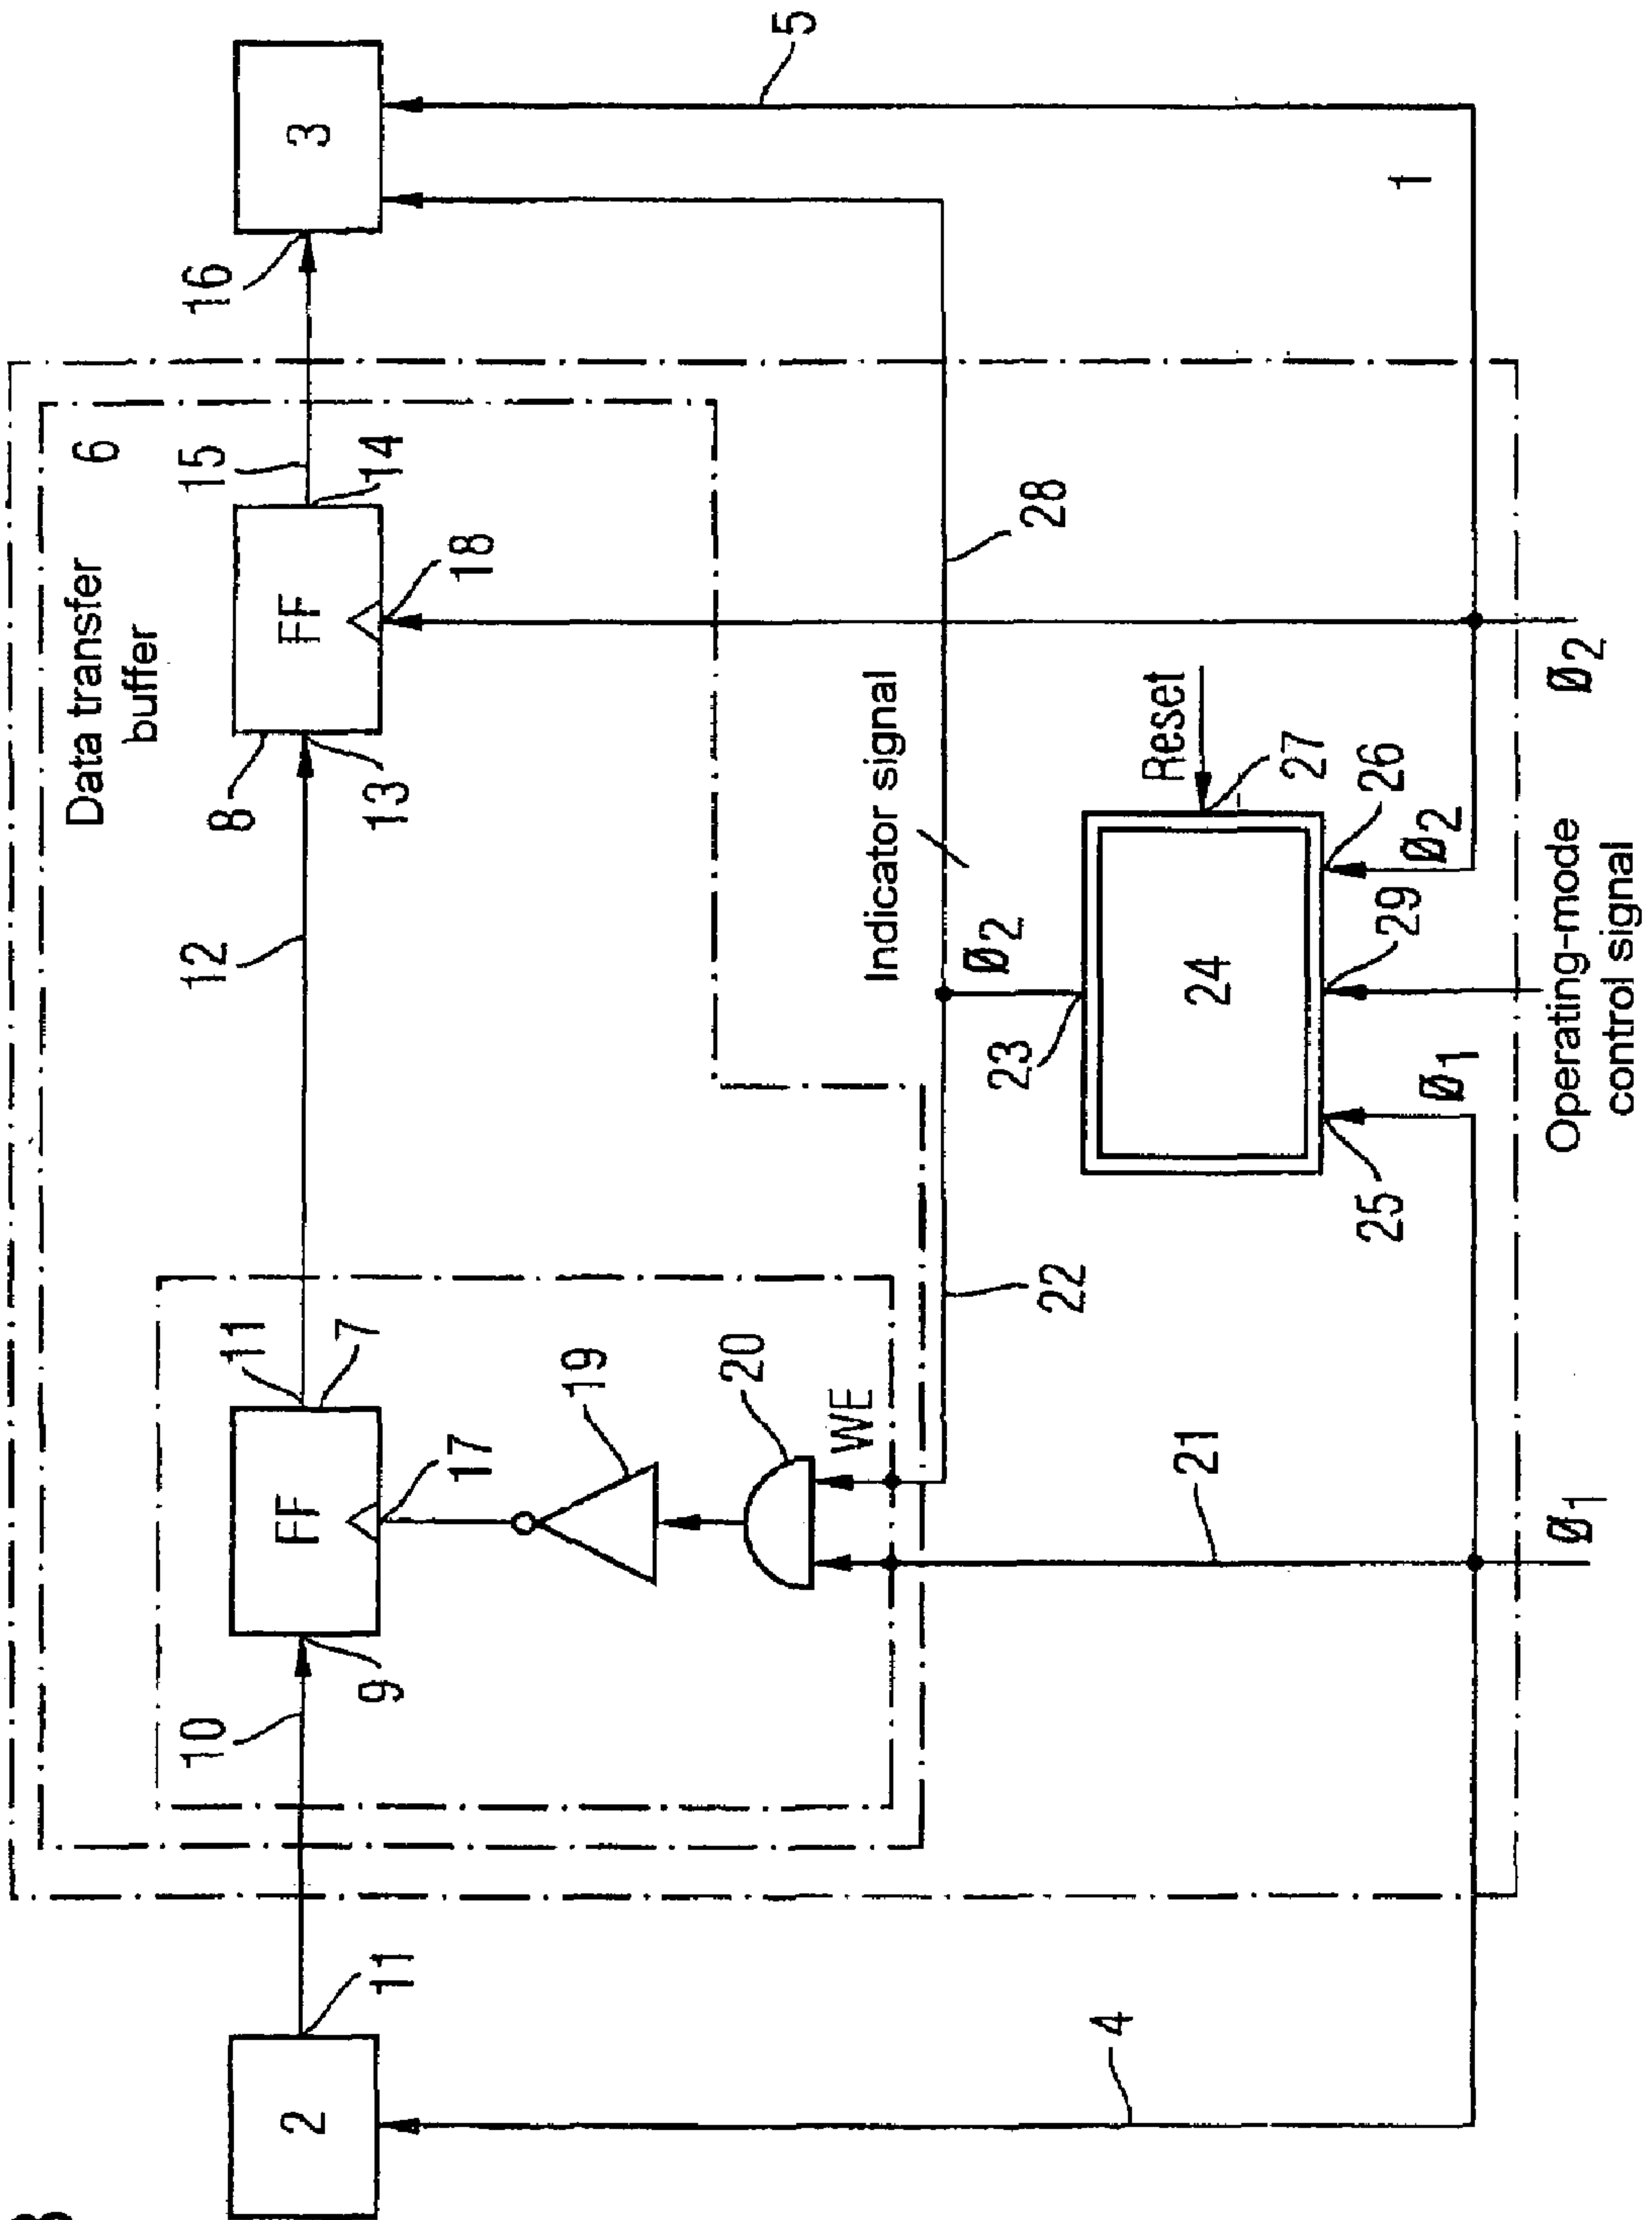 Data transfer
buffer
6
10
11
12
8
15
16
2
FF
FF
3
11
9
7
13
14
17
18
19
20
5
WE
Indicator signal
Ø2
23
28
22
4
Reset
21
24
27
25
29
26
1
Ø1
Ø2
Ø1
Operating-mode
control signal
Ø2